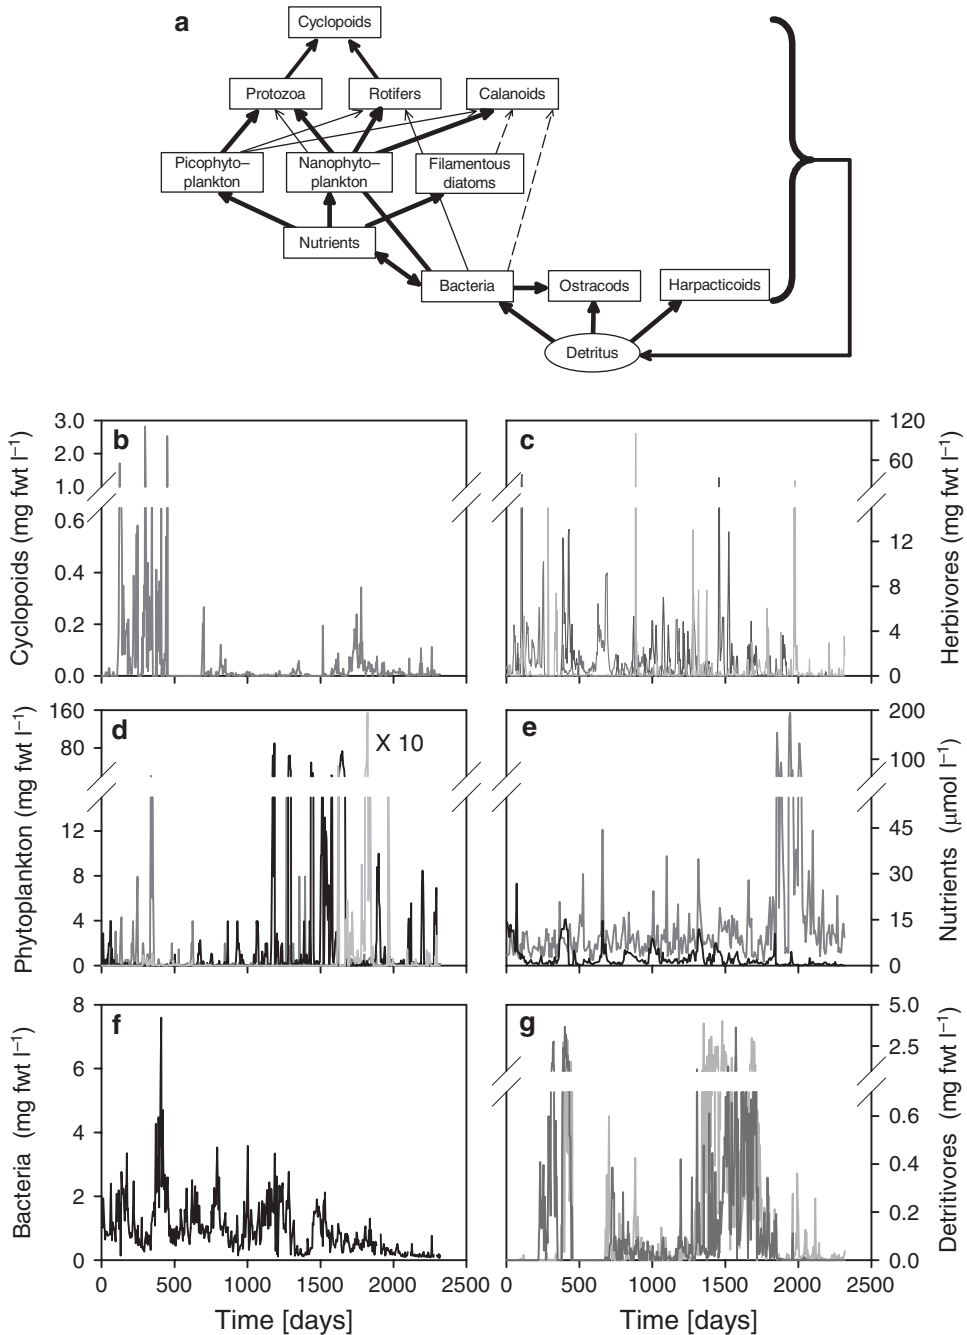 a
Cyclopoids
Protozoa
Rotifers
Calanoids
Picophyto–
plankton
Nanophyto–
plankton
Filamentous
diatoms
Nutrients
Bacteria
Ostracods
Harpacticoids
Detritus
b
Cyclopoids (mg fwt l⁻¹)
3.0
2.0
1.0
0.6
0.4
0.2
0.0
c
Herbivores (mg fwt l⁻¹)
120
60
12
8
4
0
d
X 10
Phytoplankton (mg fwt l⁻¹)
160
80
12
8
4
0
e
Nutrients (μmol l⁻¹)
200
100
45
30
15
0
f
Bacteria (mg fwt l⁻¹)
8
6
4
2
0
0 500 1000 1500 2000 2500
Time [days]
g
Detritivores (mg fwt l⁻¹)
5.0
2.5
0.6
0.4
0.2
0.0
0 500 1000 1500 2000 2500
Time [days]